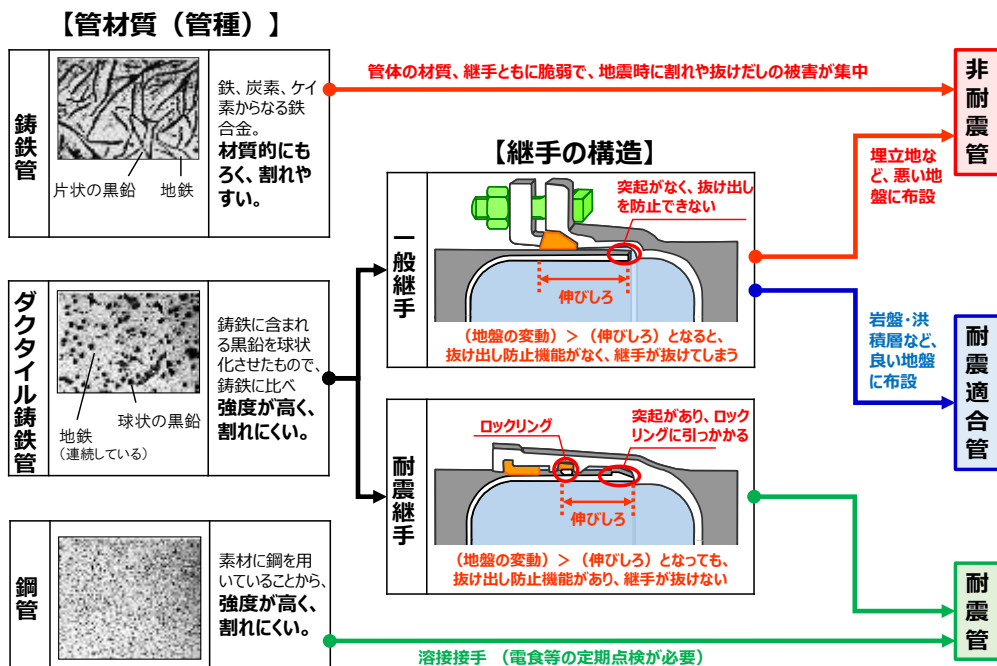 【管材質（管種）】
鋳鉄管
片状の黒鉛
地鉄
鉄、炭素、ケイ
素からなる鉄
合金。
材質的にも
ろく、割れや
すい。
管体の材質、継手ともに脆弱で、地震時に割れや抜けだしの被害が集中
非耐震管
ダクタイル鋳鉄管
地鉄
（連続している）
球状の黒鉛
鋳鉄に含まれ
る黒鉛を球状
化させたもので、
鋳鉄に比べ
強度が高く、
割れにくい。
【継手の構造】
一般継手
突起がなく、抜け出し
を防止できない
伸びしろ
（地盤の変動）＞（伸びしろ）となると、
抜け出し防止機能がなく、継手が抜けてしまう
埋立地な
ど、悪い地
盤に布設
岩盤・洪
積層など、
良い地盤
に布設
耐震適合管
耐震継手
ロックリング
突起があり、ロック
リングに引っかかる
伸びしろ
（地盤の変動）＞（伸びしろ）となっても、
抜け出し防止機能があり、継手が抜けない
鋼管
素材に鋼を用
いていることから、
強度が高く、
割れにくい。
溶接接手　（電食等の定期点検が必要）
耐震管